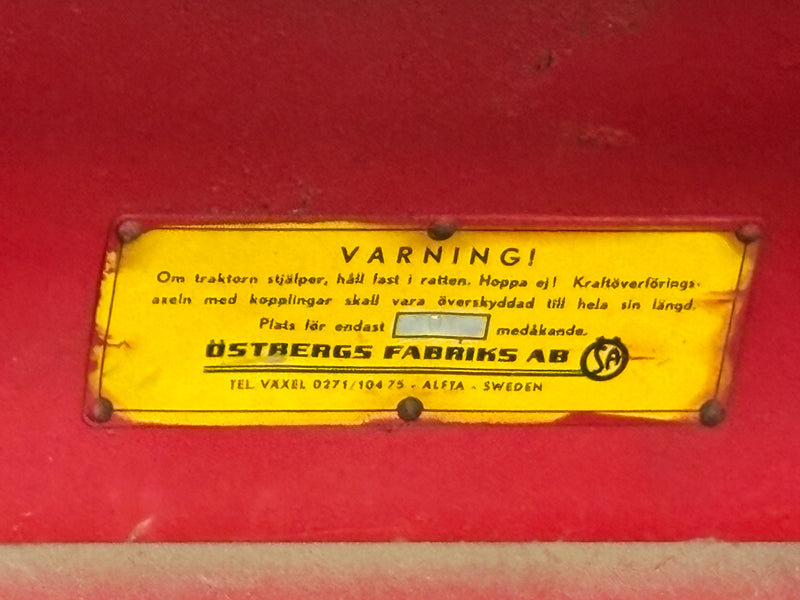 VARNING!
Om traktorn stjälper, håll fast i ratten. Hoppa ej! Kraftöverförings-
axeln med kopplingar skall vara överskyddad till hela sin längd.
Plats för endast medåkande.
ÖSTBERGS FABRIKS AB ÖSA
TEL. VÄXEL 0271/104 75 - ALFTA - SWEDEN